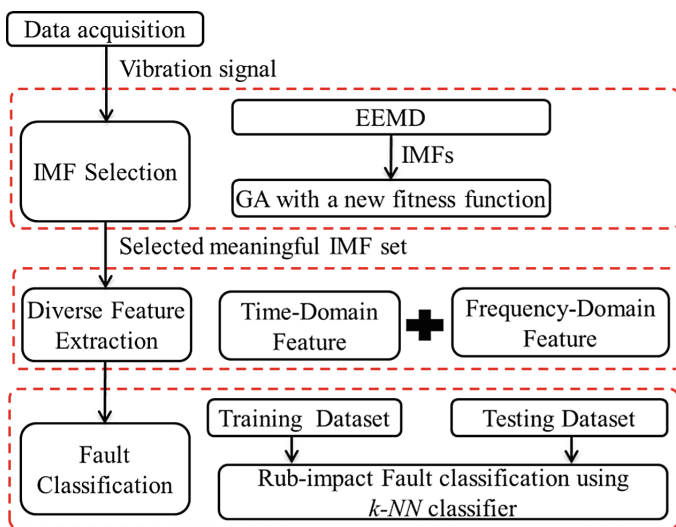 Data acquisition
Vibration signal
IMF Selection
EEMD
IMFs
GA with a new fitness function
Selected meaningful IMF set
Diverse Feature
Extraction
Time-Domain
Feature
Frequency-Domain
Feature
Fault
Classification
Training Dataset
Testing Dataset
Rub-impact Fault classification using
k-NN classifier